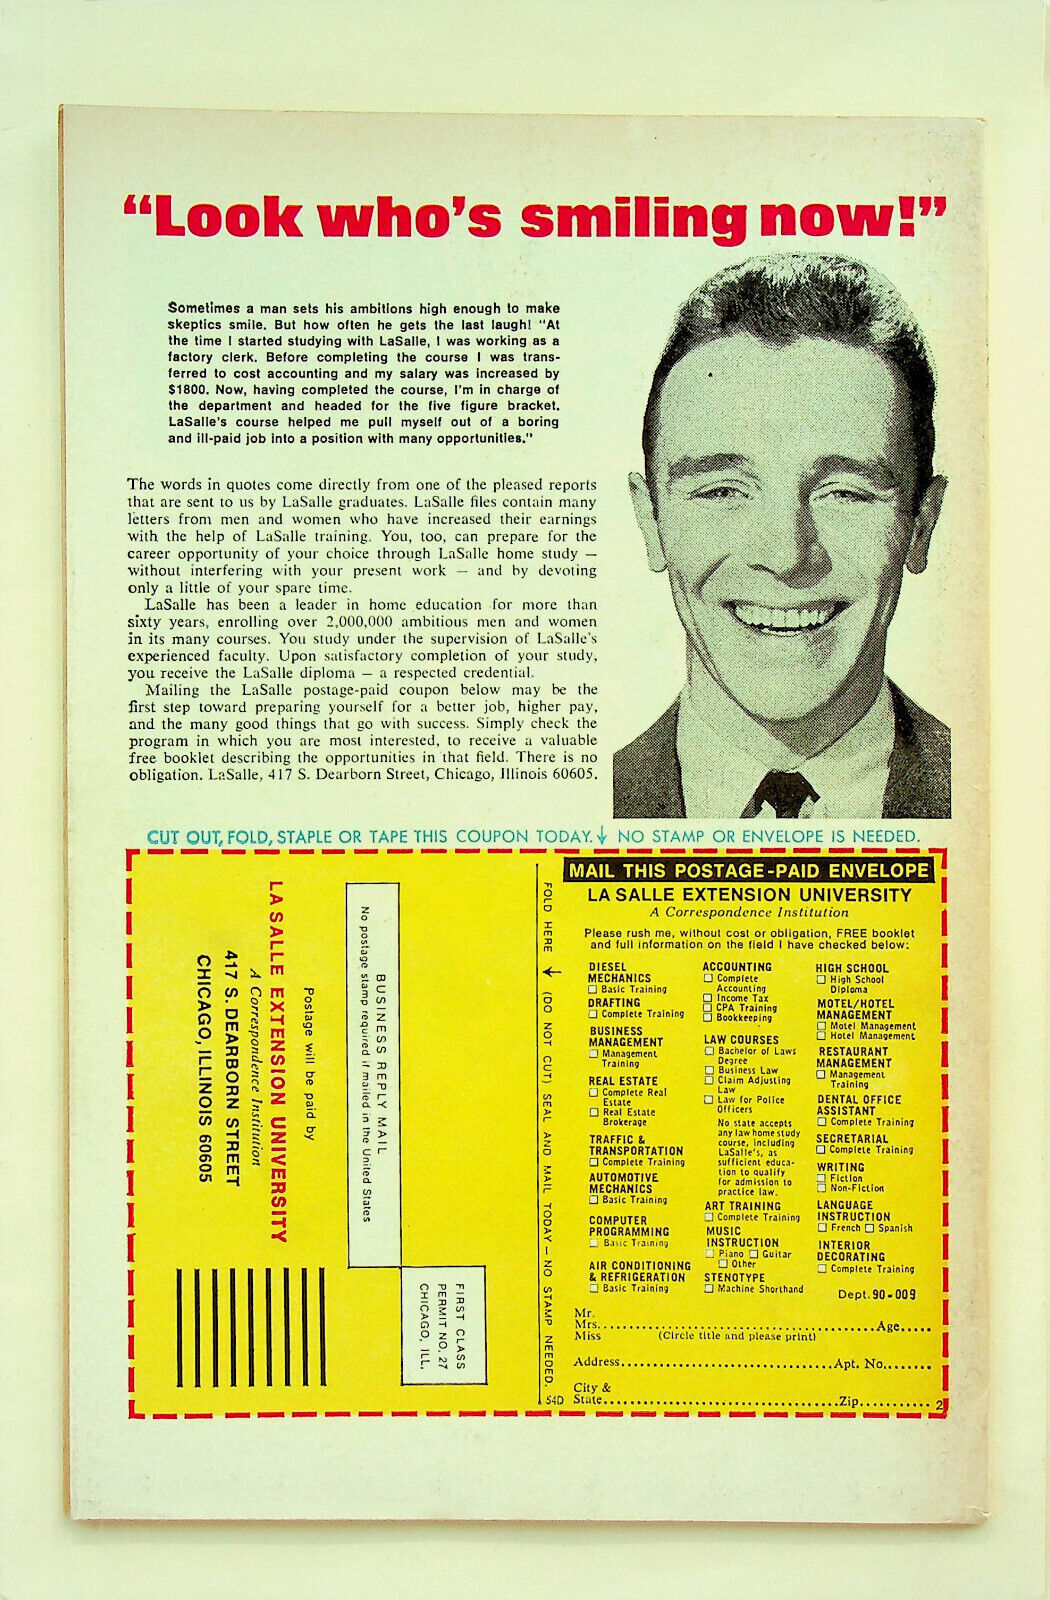 “Look who’s smiling now!”
Sometimes a man sets his ambitions high enough to make
skeptics smile. But how often he gets the last laugh! "At
the time I started studying with LaSalle, I was working as a
factory clerk. Before completing the course I was trans-
ferred to cost accounting and my salary was increased by
$1800. Now, having completed the course, I'm in charge of
the department and headed for the five figure bracket.
LaSalle's course helped me pull myself out of a boring
and ill-paid job into a position with many opportunities."
The words in quotes come directly from one of the pleased reports
that are sent to us by LaSalle graduates. LaSalle files contain many
letters from men and women who have increased their earnings
with the help of LaSalle training. You, too, can prepare for the
career opportunity of your choice through LaSalle home study —
without interfering with your present work — and by devoting
only a little of your spare time.
LaSalle has been a leader in home education for more than
sixty years, enrolling over 2,000,000 ambitious men and women
in its many courses. You study under the supervision of LaSalle's
experienced faculty. Upon satisfactory completion of your study,
you receive the LaSalle diploma — a respected credential.
Mailing the LaSalle postage-paid coupon below may be the
first step toward preparing yourself for a better job, higher pay,
and the many good things that go with success. Simply check the
program in which you are most interested, to receive a valuable
free booklet describing the opportunities in that field. There is no
obligation. LaSalle, 417 S. Dearborn Street, Chicago, Illinois 60605.
CUT OUT, FOLD, STAPLE OR TAPE THIS COUPON TODAY. ↓ NO STAMP OR ENVELOPE IS NEEDED.
FIRST CLASS
PERMIT NO. 27
CHICAGO, ILL.
BUSINESS REPLY MAIL
No postage stamp required if mailed in the United States
Postage will be paid by
LA SALLE EXTENSION UNIVERSITY
A Correspondence Institution
417 S. DEARBORN STREET
CHICAGO, ILLINOIS 60605
FOLD HERE → (DO NOT CUT) SEAL AND MAIL TODAY — NO STAMP NEEDED.
54D
MAIL THIS POSTAGE-PAID ENVELOPE
LA SALLE EXTENSION UNIVERSITY
A Correspondence Institution
Please rush me, without cost or obligation, FREE booklet
and full information on the field I have checked below:
DIESEL
MECHANICS
☐ Basic Training
DRAFTING
☐ Complete Training
BUSINESS
MANAGEMENT
☐ Management
Training
REAL ESTATE
☐ Complete Real
Estate
☐ Real Estate
Brokerage
TRAFFIC &
TRANSPORTATION
☐ Complete Training
AUTOMOTIVE
MECHANICS
☐ Basic Training
COMPUTER
PROGRAMMING
☐ Basic Training
AIR CONDITIONING
& REFRIGERATION
☐ Basic Training
ACCOUNTING
☐ Complete
Accounting
☐ Income Tax
☐ CPA Training
☐ Bookkeeping
LAW COURSES
☐ Bachelor of Laws
Degree
☐ Business Law
☐ Claim Adjusting
Law
☐ Law for Police
Officers
No state accepts
any law home study
course, including
LaSalle's, as
sufficient educa-
tion to qualify
for admission to
practice law.
ART TRAINING
☐ Complete Training
MUSIC
INSTRUCTION
☐ Piano ☐ Guitar
☐ Other
STENOTYPE
☐ Machine Shorthand
HIGH SCHOOL
☐ High School
Diploma
MOTEL/HOTEL
MANAGEMENT
☐ Motel Management
☐ Hotel Management
RESTAURANT
MANAGEMENT
☐ Management
Training
DENTAL OFFICE
ASSISTANT
☐ Complete Training
SECRETARIAL
☐ Complete Training
WRITING
☐ Fiction
☐ Non-Fiction
LANGUAGE
INSTRUCTION
☐ French ☐ Spanish
INTERIOR
DECORATING
☐ Complete Training
Dept. 90-009
Mr.
Mrs. ........ Age.....
Miss (Circle title and please print)
Address ........ Apt. No........
City &
State ........ Zip...........
2